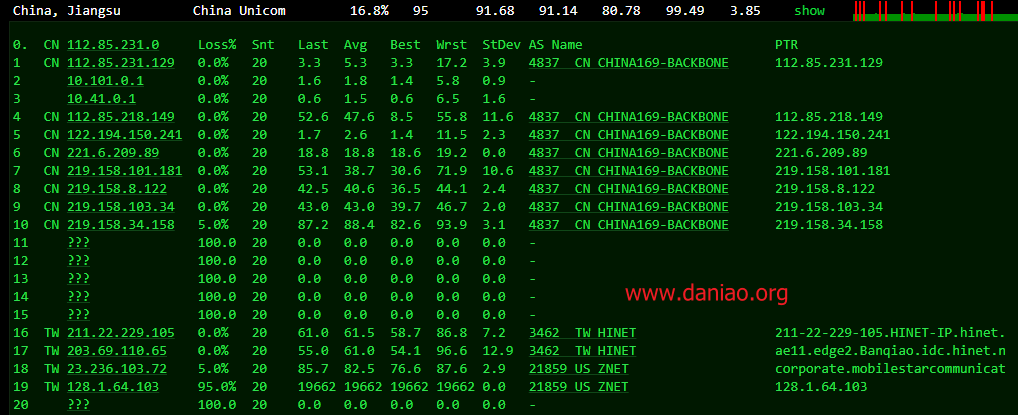 China, Jiangsu China Unicom 16.8% 95 91.68 91.14 80.78 99.49 3.85 show
0. CN 112.85.231.0 Loss% Snt Last Avg Best Wrst StDev AS Name PTR
1 CN 112.85.231.129 0.0% 20 3.3 5.3 3.3 17.2 3.9 4837 CN CHINA169-BACKBONE 112.85.231.129
2 10.101.0.1 0.0% 20 1.6 1.8 1.4 5.8 0.9 -
3 10.41.0.1 0.0% 20 0.6 1.5 0.6 6.5 1.6 -
4 CN 112.85.218.149 0.0% 20 52.6 47.6 8.5 55.8 11.6 4837 CN CHINA169-BACKBONE 112.85.218.149
5 CN 122.194.150.241 0.0% 20 1.7 2.6 1.4 11.5 2.3 4837 CN CHINA169-BACKBONE 122.194.150.241
6 CN 221.6.209.89 0.0% 20 18.8 18.8 18.6 19.2 0.0 4837 CN CHINA169-BACKBONE 221.6.209.89
7 CN 219.158.101.181 0.0% 20 53.1 38.7 30.6 71.9 10.6 4837 CN CHINA169-BACKBONE 219.158.101.181
8 CN 219.158.8.122 0.0% 20 42.5 40.6 36.5 44.1 2.4 4837 CN CHINA169-BACKBONE 219.158.8.122
9 CN 219.158.103.34 0.0% 20 43.0 43.0 39.7 46.7 2.0 4837 CN CHINA169-BACKBONE 219.158.103.34
10 CN 219.158.34.158 5.0% 20 87.2 88.4 82.6 93.9 3.1 4837 CN CHINA169-BACKBONE 219.158.34.158
11 ??? 100.0 20 0.0 0.0 0.0 0.0 0.0 -
12 ??? 100.0 20 0.0 0.0 0.0 0.0 0.0 -
13 ??? 100.0 20 0.0 0.0 0.0 0.0 0.0 -
14 ??? 100.0 20 0.0 0.0 0.0 0.0 0.0 -
www.daniao.org
15 ??? 100.0 20 0.0 0.0 0.0 0.0 0.0 -
16 TW 211.22.229.105 0.0% 20 61.0 61.5 58.7 86.8 7.2 3462 TW HINET 211-22-229-105.HINET-IP.hinet.
17 TW 203.69.110.65 0.0% 20 55.0 61.0 54.1 96.6 12.9 3462 TW HINET ae11.edge2.Banqiao.idc.hinet.n
18 TW 23.236.103.72 5.0% 20 85.7 82.5 76.6 87.6 2.9 21859 US ZNET corporate.mobilestarcommunicat
19 TW 128.1.64.103 95.0% 20 19662 19662 19662 19662 0.0 21859 US ZNET 128.1.64.103
20 ??? 100.0 20 0.0 0.0 0.0 0.0 0.0 -